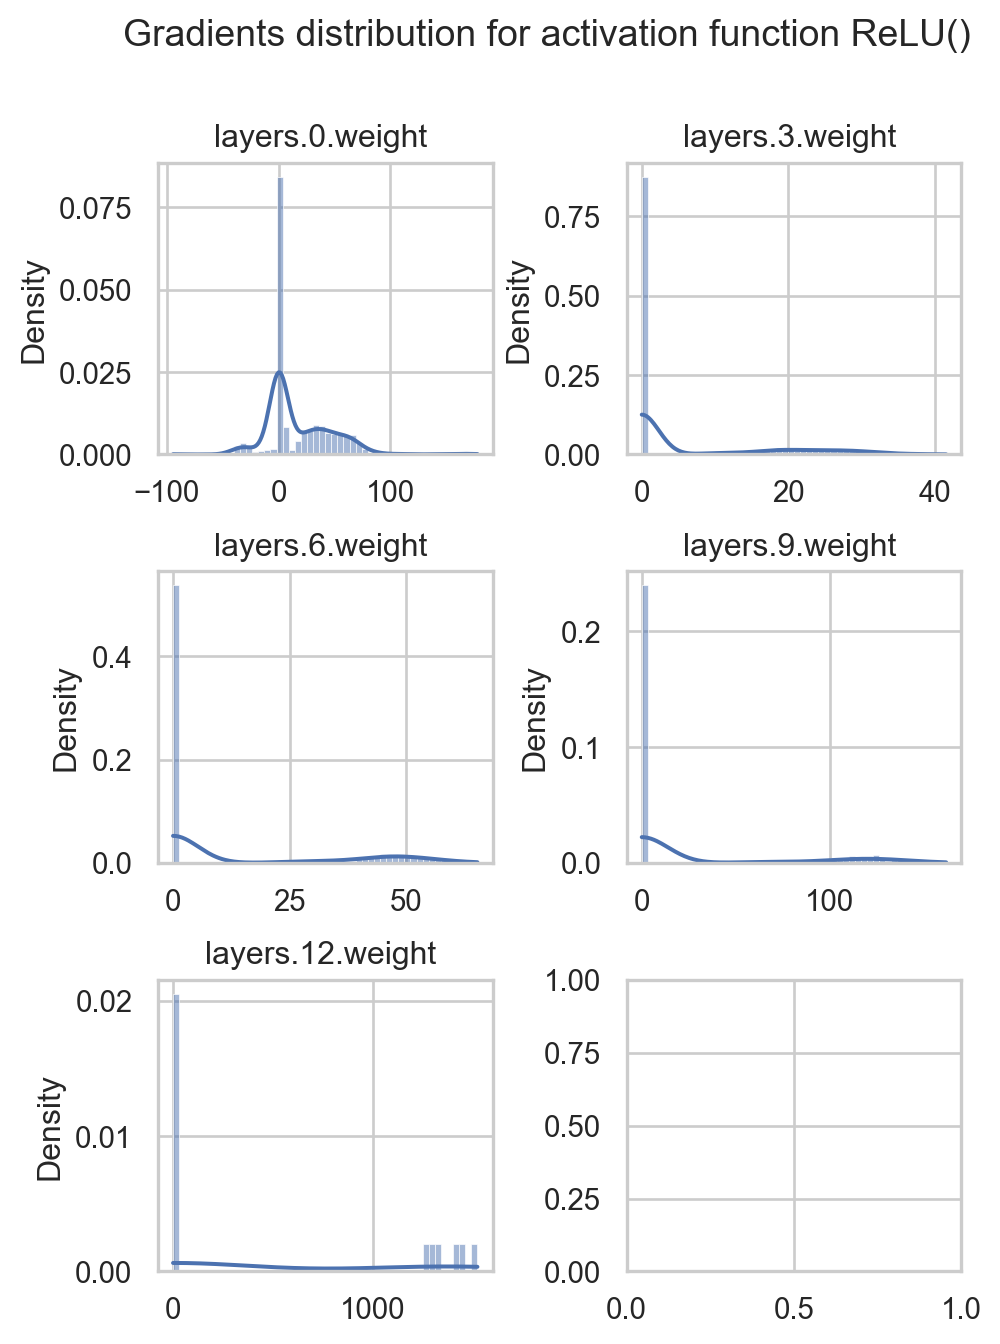 Gradients distribution for activation function ReLU()
layers.0.weight
Density
0.075
0.050
0.025
0.000
−100 0 100
layers.3.weight
Density
0.75
0.50
0.25
0.00
0 20 40
layers.6.weight
Density
0.4
0.2
0.0
0 25 50
layers.9.weight
Density
0.2
0.1
0
0 100
layers.12.weight
Density
0.02
0.01
0.00
0 1000
1.00
0.75
0.50
0.25
0.00
0.0 0.5 1.0